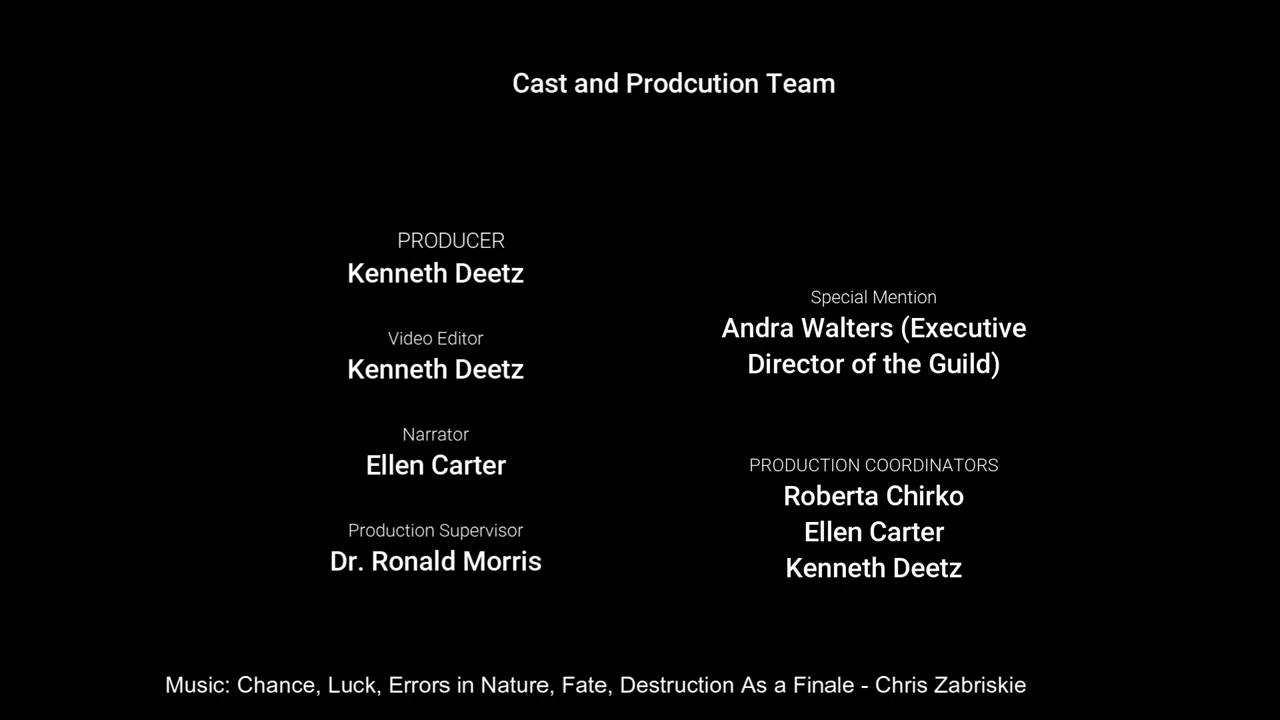 Cast and Prodcution Team
PRODUCER
Kenneth Deetz
Video Editor
Kenneth Deetz
Narrator
Ellen Carter
Production Supervisor
Dr. Ronald Morris
Special Mention
Andra Walters (Executive
Director of the Guild)
PRODUCTION COORDINATORS
Roberta Chirko
Ellen Carter
Kenneth Deetz
Music: Chance, Luck, Errors in Nature, Fate, Destruction As a Finale - Chris Zabriskie